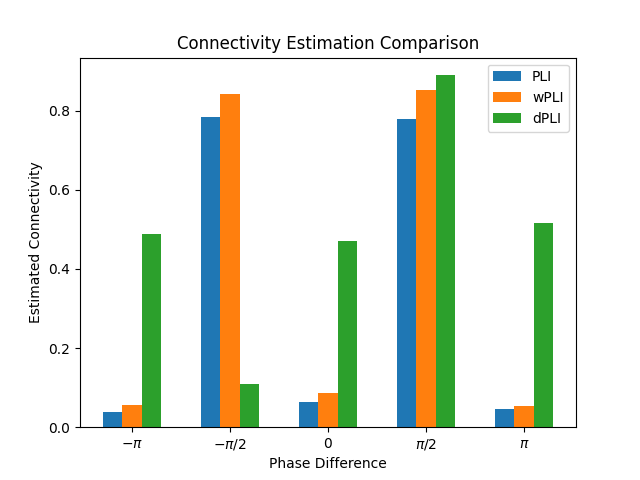 Connectivity Estimation Comparison
PLI
wPLI
dPLI
Estimated Connectivity
0.8
0.6
0.4
0.2
0.0
−π
−π/2
0
π/2
π
Phase Difference